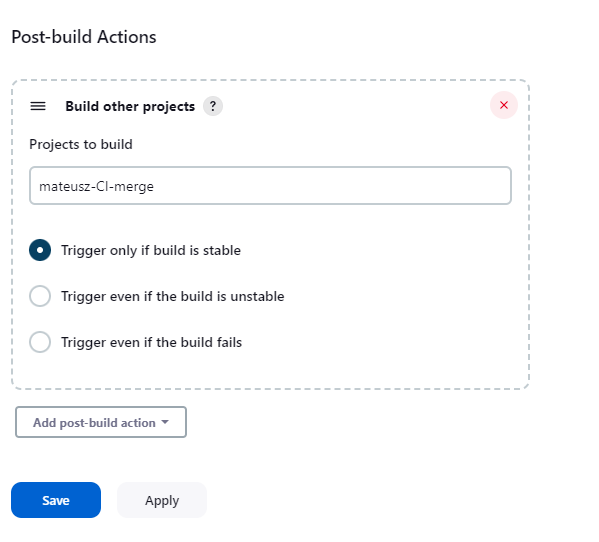 Post-build Actions
Build other projects ?
Projects to build
mateusz-CI-merge
Trigger only if build is stable
Trigger even if the build is unstable
Trigger even if the build fails
Add post-build action
Save Apply